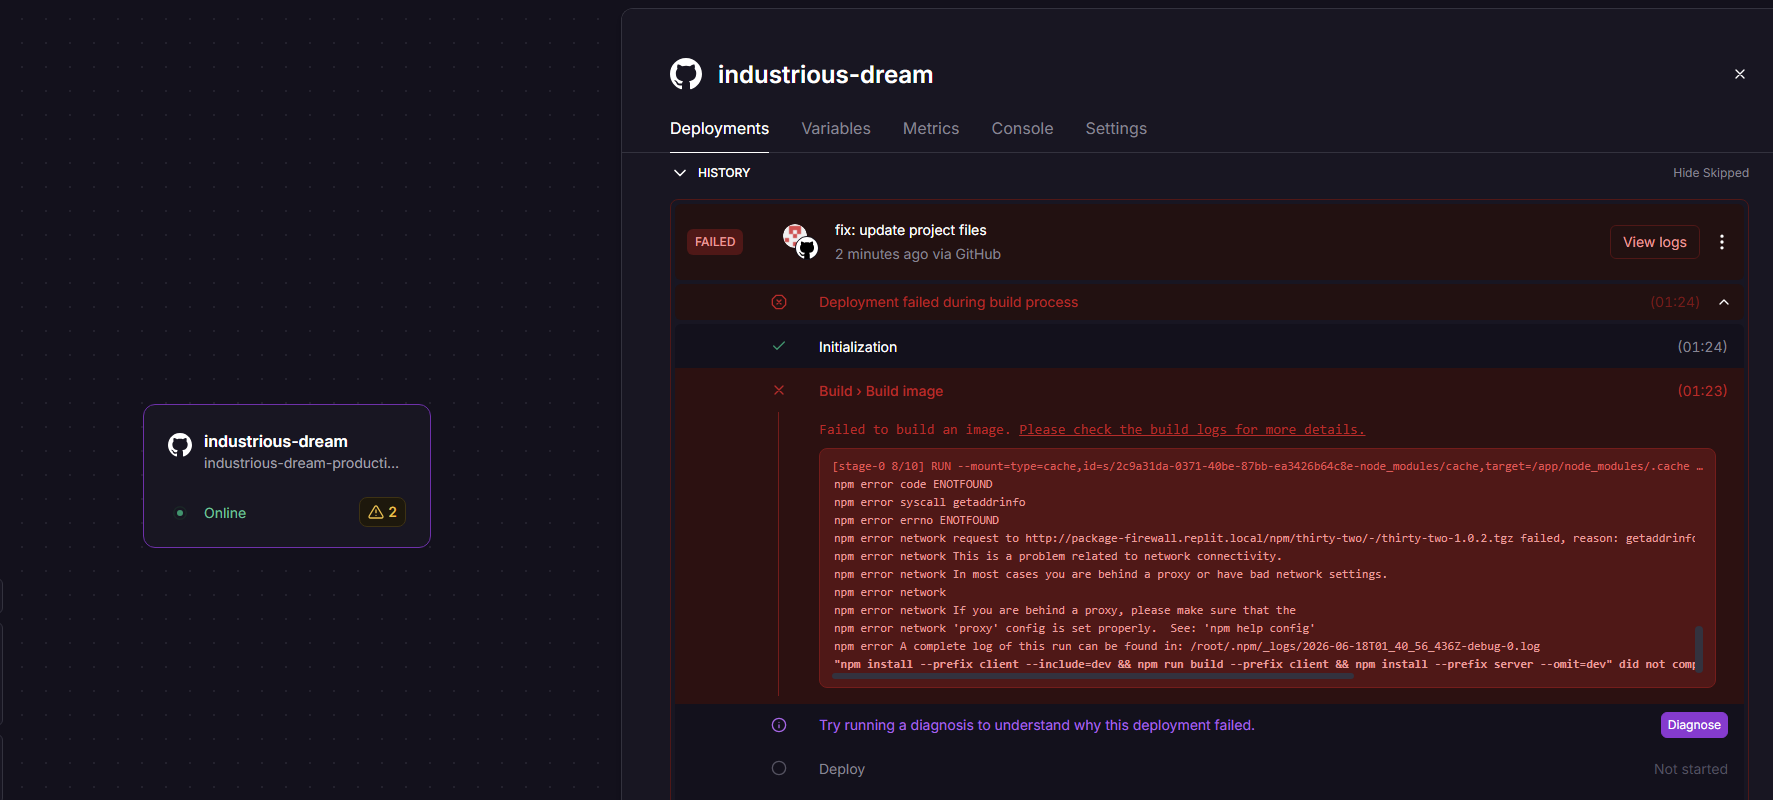 industrious-dream
Deployments Variables Metrics Console Settings
HISTORY Hide Skipped
FAILED
fix: update project files
2 minutes ago via GitHub
View logs
Deployment failed during build process (01:24)
Initialization (01:24)
Build › Build image (01:23)
Failed to build an image. Please check the build logs for more details.
[stage-0 8/10] RUN --mount=type=cache,id=s/2c9a31da-0371-40be-87bb-ea3426b64c8e-node_modules/cache,target=/app/node_modules/.cache …
npm error code ENOTFOUND
npm error syscall getaddrinfo
npm error errno ENOTFOUND
npm error network request to http://package-firewall.replit.local/npm/thirty-two/-/thirty-two-1.0.2.tgz failed, reason: getaddrinfo
npm error network This is a problem related to network connectivity.
npm error network In most cases you are behind a proxy or have bad network settings.
npm error network
npm error network If you are behind a proxy, please make sure that the
npm error network 'proxy' config is set properly.  See: 'npm help config'
npm error A complete log of this run can be found in: /root/.npm/_logs/2026-06-18T01_40_56_436Z-debug-0.log
"npm install --prefix client --include=dev && npm run build --prefix client && npm install --prefix server --omit=dev" did not comp
Try running a diagnosis to understand why this deployment failed. Diagnose
Deploy Not started
industrious-dream
industrious-dream-producti...
Online 2